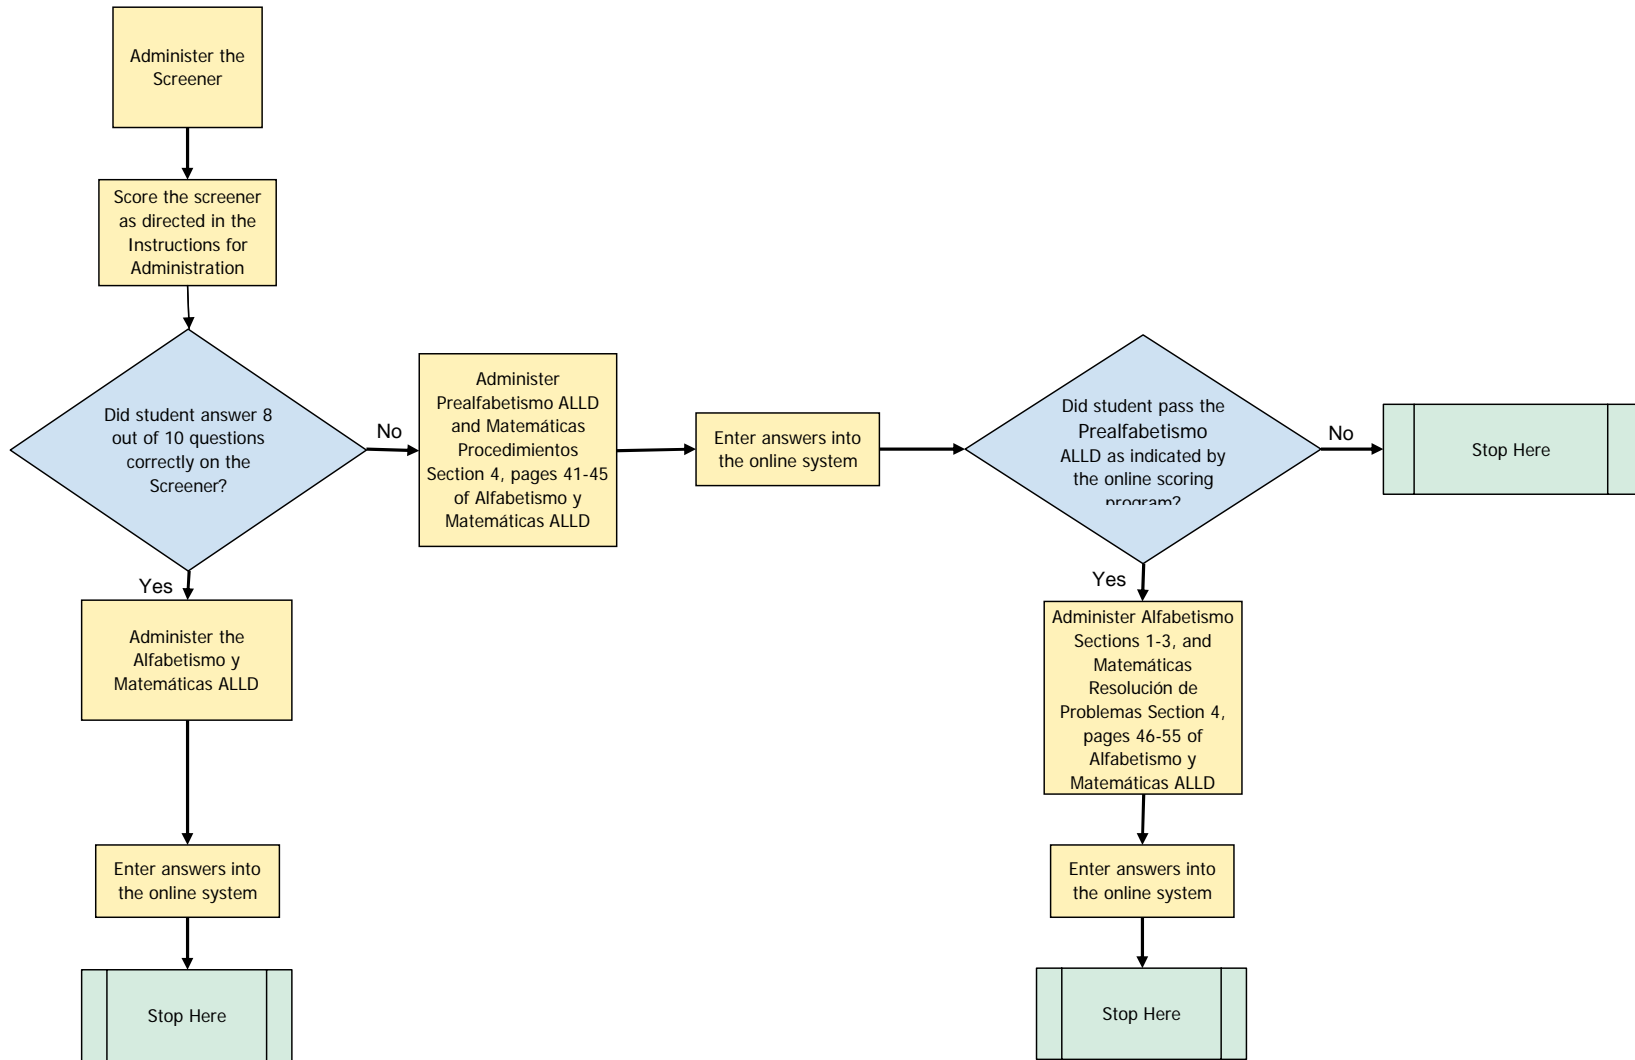 Administer the
Screener
Score the screener
as directed in the
Instructions for
Administration
Did student answer 8
out of 10 questions
correctly on the
Screener?
No
Administer
Prealfabetismo ALLD
and Matemáticas
Procedimientos
Section 4, pages 41-45
of Alfabetismo y
Matemáticas ALLD
Enter answers into
the online system
Did student pass the
Prealfabetismo
ALLD as indicated by
the online scoring
program?
No
Stop Here
Yes
Administer the
Alfabetismo y
Matemáticas ALLD
Enter answers into
the online system
Stop Here
Yes
Administer Alfabetismo
Sections 1-3, and
Matemáticas
Resolución de
Problemas Section 4,
pages 46-55 of
Alfabetismo y
Matemáticas ALLD
Enter answers into
the online system
Stop Here